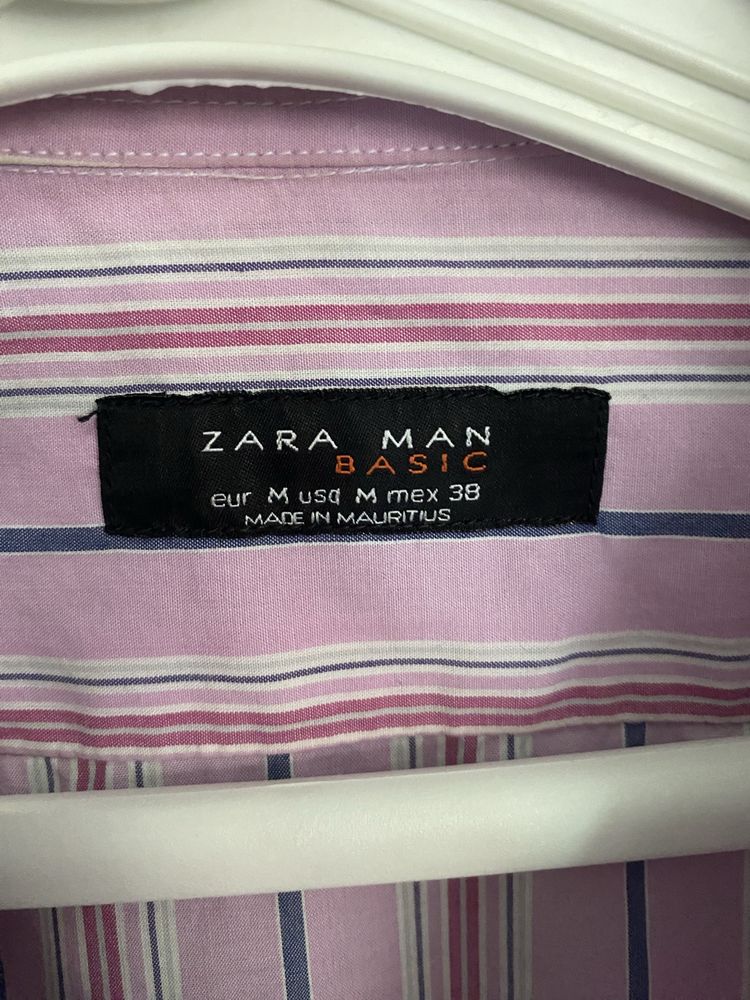 ZARA MAN
BASIC
eur M usa M mex 38
MADE IN MAURITIUS